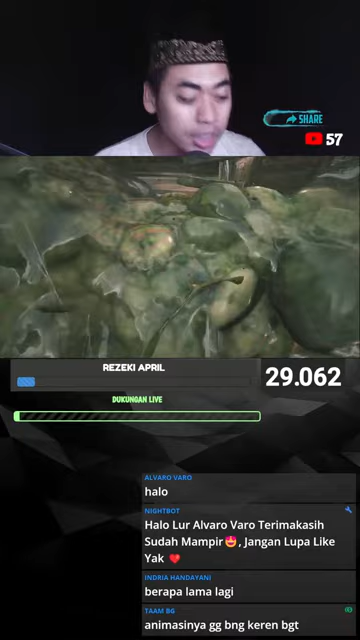 SHARE
57
REZEKI APRIL
29.062
DUKUNGAN LIVE
ALVARO VARO
halo
NIGHTBOT
Halo Lur Alvaro Varo Terimakasih
Sudah Mampir🤩, Jangan Lupa Like
Yak ❤️
INDRIA HANDAYANI
berapa lama lagi
TAAM BG
animasinya gg bng keren bgt